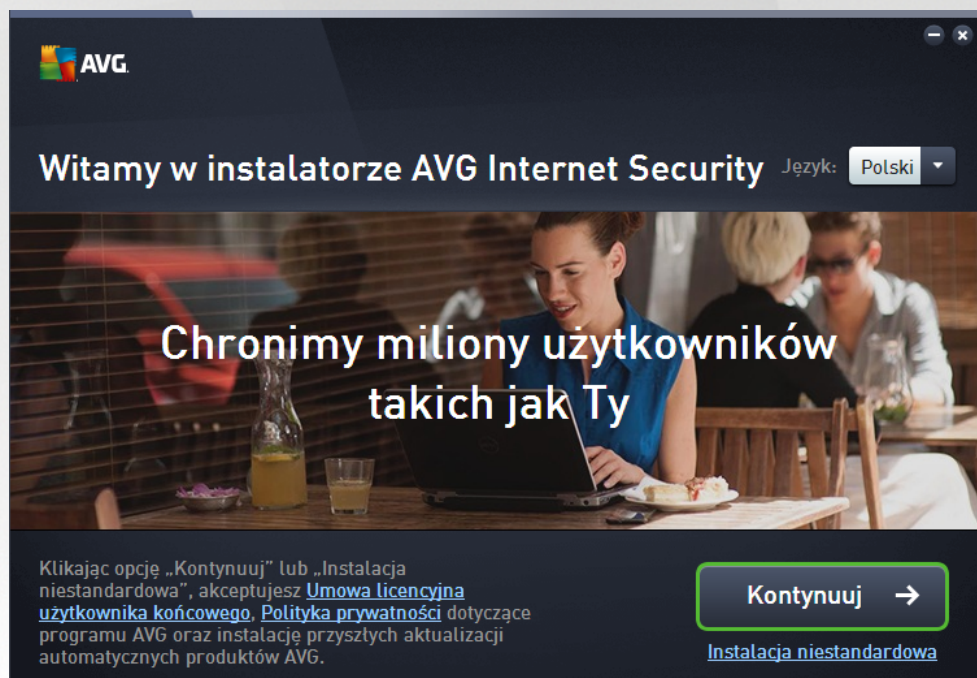 AVG.
Witamy w instalatorze AVG Internet Security
Język: Polski
Chronimy miliony użytkowników
takich jak Ty
Klikając opcję „Kontynuuj” lub „Instalacja
niestandardowa”, akceptujesz Umowa licencyjna
użytkownika końcowego, Polityka prywatności dotyczące
programu AVG oraz instalację przyszłych aktualizacji
automatycznych produktów AVG.
Kontynuuj
Instalacja niestandardowa